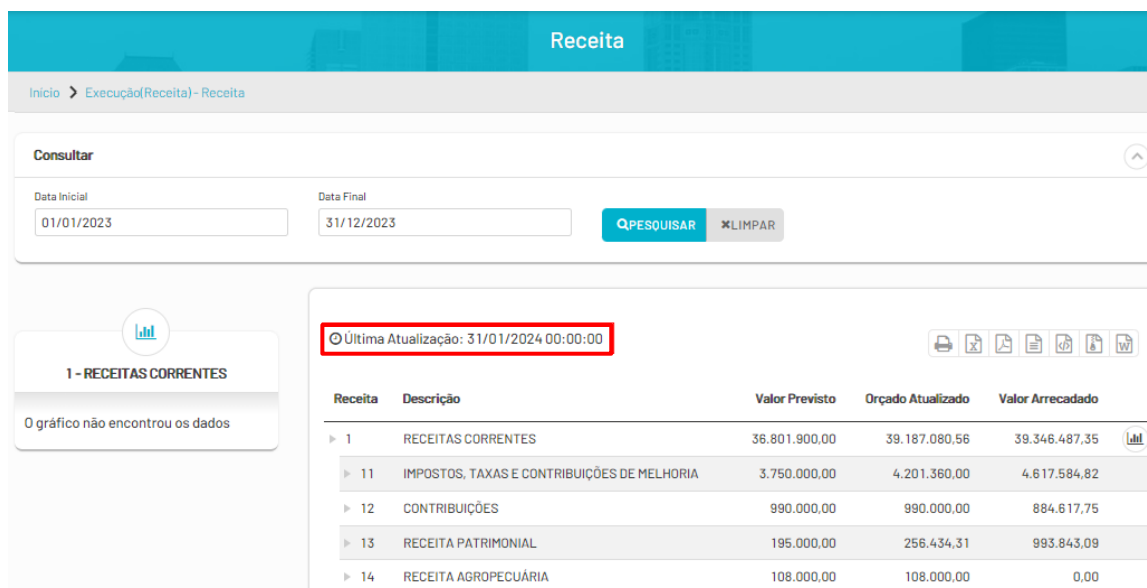 Receita
Início > Execução(Receita) - Receita
Consultar
Data Inicial Data Final
01/01/2023 31/12/2023 PESQUISAR LIMPAR
Última Atualização: 31/01/2024 00:00:00
1 - RECEITAS CORRENTES
O gráfico não encontrou os dados
Receita Descrição Valor Previsto Orçado Atualizado Valor Arrecadado
1 RECEITAS CORRENTES 36.801.900,00 39.187.080,56 39.346.487,35
11 IMPOSTOS, TAXAS E CONTRIBUIÇÕES DE MELHORIA 3.750.000,00 4.201.360,00 4.617.584,82
12 CONTRIBUIÇÕES 990.000,00 990.000,00 884.617,75
13 RECEITA PATRIMONIAL 195.000,00 256.434,31 993.843,09
14 RECEITA AGROPECUÁRIA 108.000,00 108.000,00 0,00